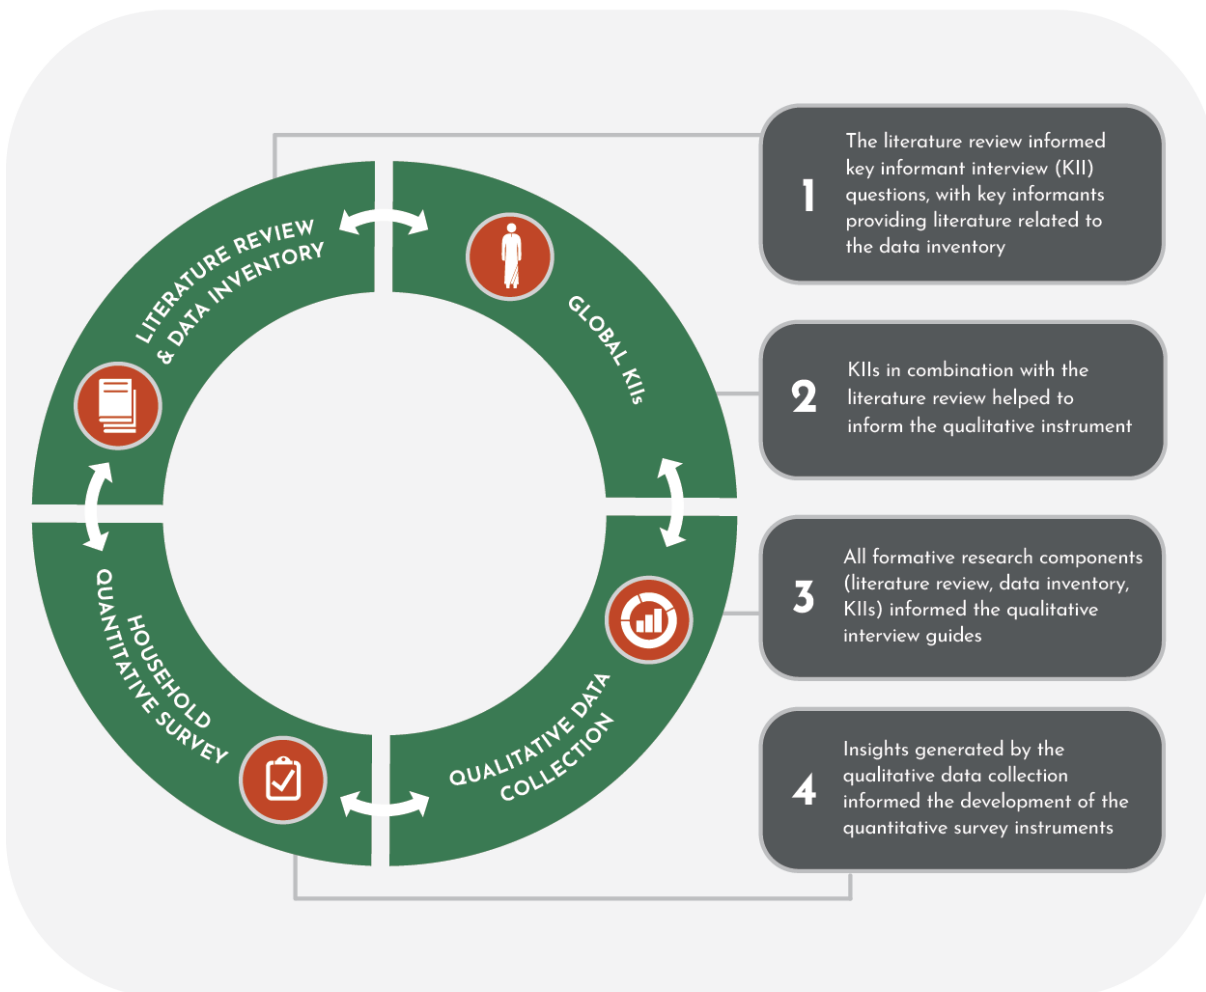 LITERATURE REVIEW
& DATA INVENTORY
GLOBAL KIIs
QUALITATIVE DATA
COLLECTION
HOUSEHOLD
QUANTITATIVE SURVEY
1
The literature review informed
key informant interview (KII)
questions, with key informants
providing literature related to
the data inventory
2
KIIs in combination with the
literature review helped to
inform the qualitative instrument
3
All formative research components
(literature review, data inventory,
KIIs) informed the qualitative
interview guides
4
Insights generated by the
qualitative data collection
informed the development of the
quantitative survey instruments